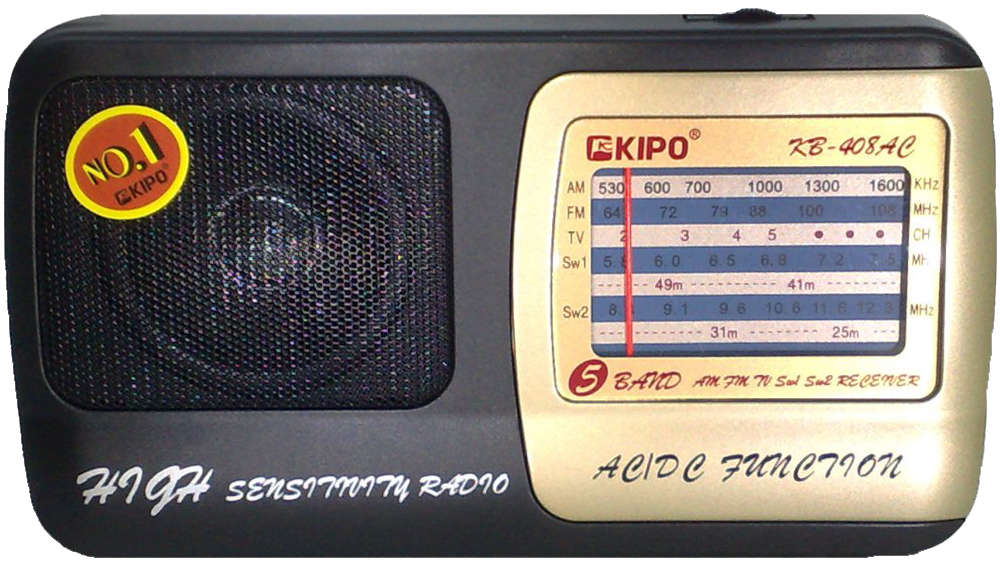 NO.1
KIPO
KIPO® KB-408AC
AM 530 600 700 1000 1300 1600 KHz
FM 64 72 79 88 100 108 MHz
TV 2 3 4 5 CH
Sw1 5.8 6.0 6.5 6.8 7.2 7.5 MH
49m 41m
Sw2 9.1 9.6 10.6 11.6 12.3 MHz
31m 25m
5 BAND AM FM TV Sw1 Sw2 RECEIVER
HIGH SENSITIVITY RADIO
AC/DC FUNCTION